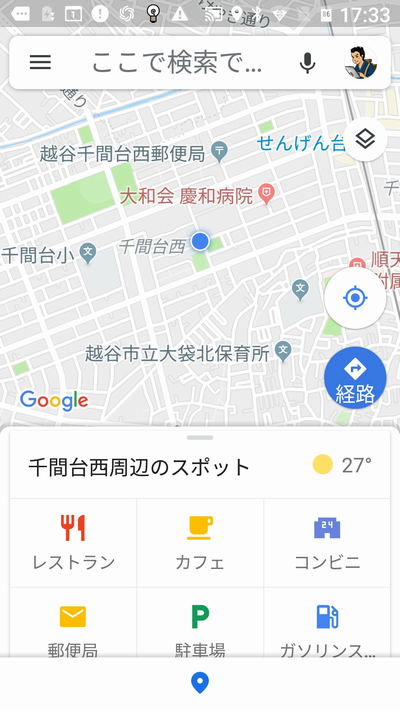 17:33
ここで検索で…
越谷千間台西郵便局
せんげん台
大和会 慶和病院
千間台小
千間台西
順天
越谷市立大袋北保育所
Google
経路
千間台西周辺のスポット
27°
レストラン
カフェ
24
コンビニ
郵便局
P
駐車場
ガソリンス…